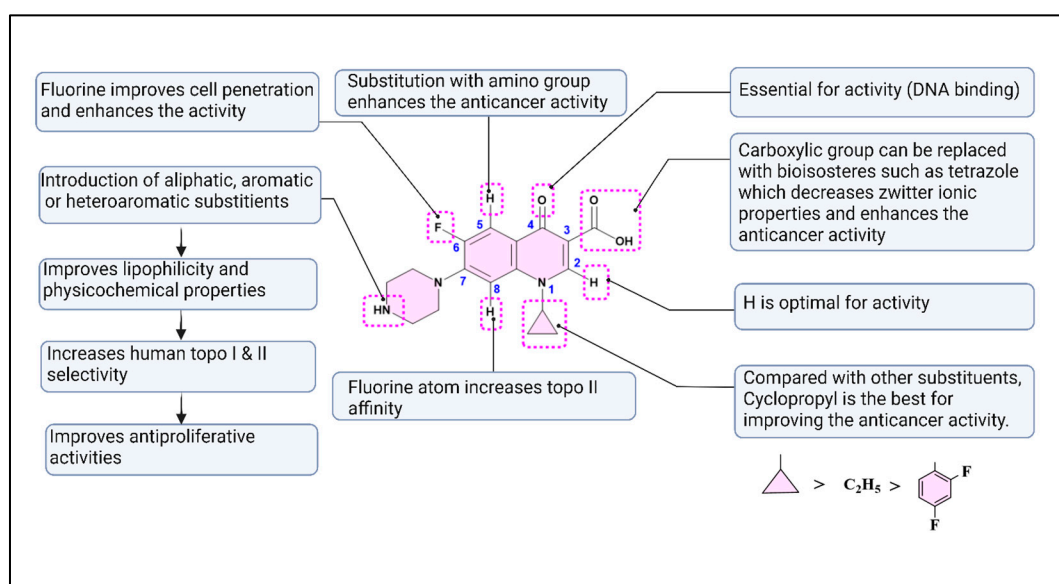 Fluorine improves cell penetration
and enhances the activity
Substitution with amino group
enhances the anticancer activity
Essential for activity (DNA binding)
Introduction of aliphatic, aromatic
or heteroaromatic substitients
Carboxylic group can be replaced
with bioisosteres such as tetrazole
which decreases zwitter ionic
properties and enhances the
anticancer activity
Improves lipophilicity and
physicochemical properties
Increases human topo I & II
selectivity
Improves antiproliferative
activities
H
O
O
F
5
4
3
OH
6
2
7
N
8
N
1
H
HN
H
H is optimal for activity
Fluorine atom increases topo II
affinity
Compared with other substituents,
Cyclopropyl is the best for
improving the anticancer activity.
> C2H5 >
F
F